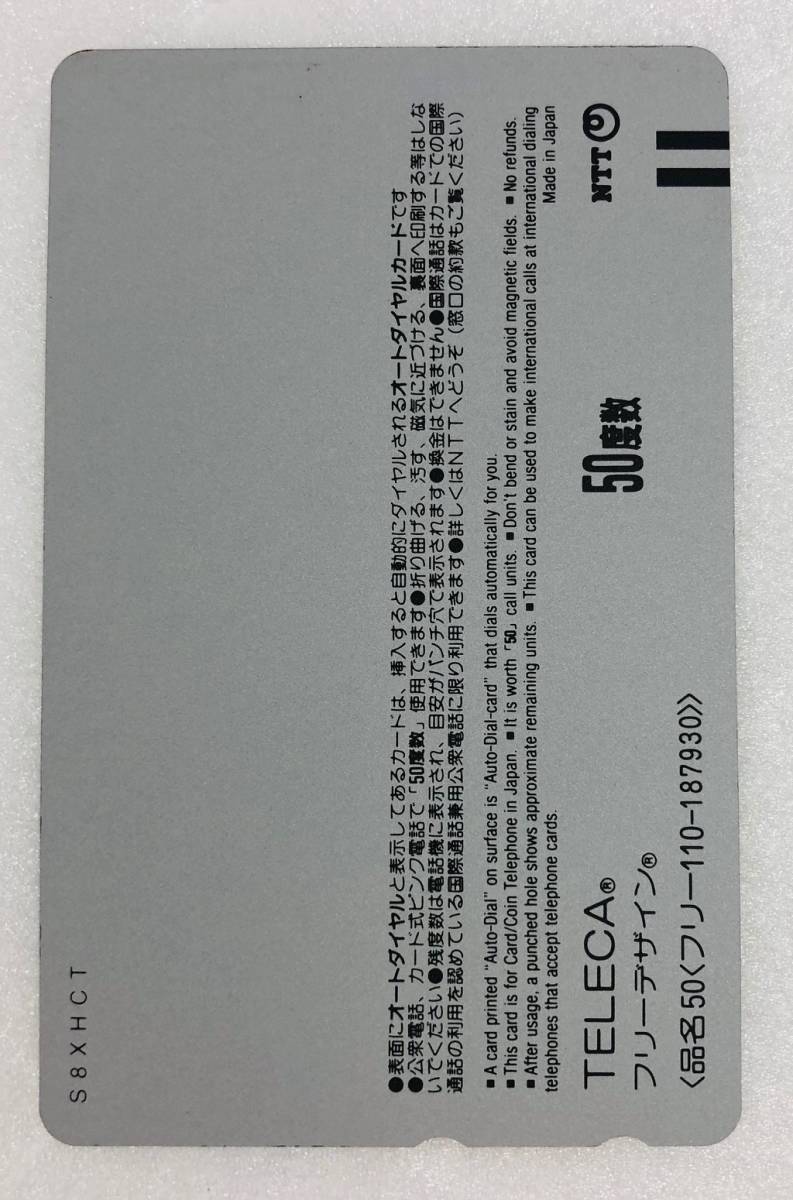 S8XHCT
●表面にオートダイヤルと表示してあるカードは、挿入すると自動的にダイヤルされるオートダイヤルカードです
●公衆電話、カード式ピンク電話で「50度数」使用できます●折り曲げる、汚す、磁気に近づける、裏面へ印刷する等はしな
いでください●残度数は電話機に表示され、目安がパンチ穴で表示されます●換金はできません●国際通話はカードでの国際
通話の利用を認めている国際通話兼用公衆電話に限り利用できます●詳しくはNTTへどうぞ（窓口の約款もご覧ください）
■A card printed "Auto-Dial" on surface is "Auto-Dial-card" that dials automatically for you.
■This card is for Card/Coin Telephone in Japan. ■It is worth「50」call units. ■Don't bend or stain and avoid magnetic fields. ■No refunds.
■After usage, a punched hole shows approximate remaining units. ■This card can be used to make international calls at international dialing
telephones that accept telephone cards. Made in Japan
TELECA® 50度数 NTT
フリーデザイン®
〈品名50〈フリー110-187930〉〉